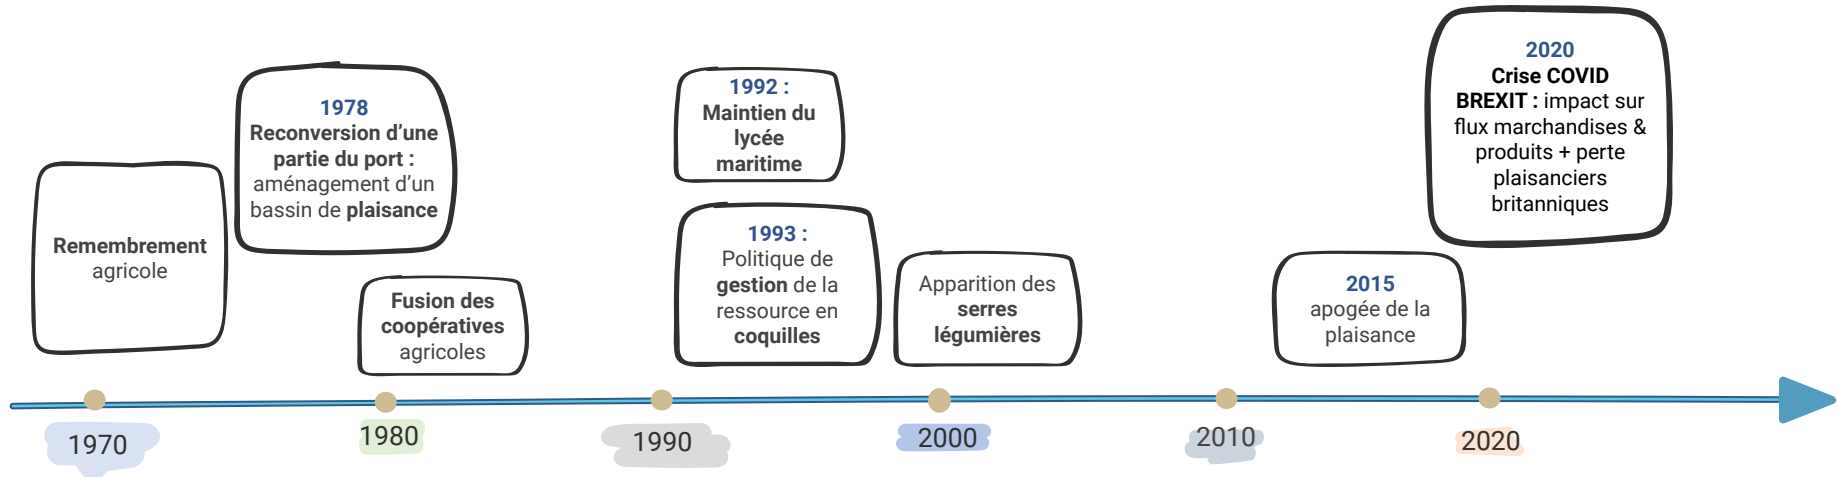 Remembrement
agricole
1978
Reconversion d’une
partie du port :
aménagement d’un
bassin de plaisance
Fusion des
coopératives
agricoles
1992 :
Maintien du
lycée
maritime
1993 :
Politique de
gestion de la
ressource en
coquilles
Apparition des
serres
légumières
2015
apogée de la
plaisance
2020
Crise COVID
BREXIT : impact sur
flux marchandises &
produits + perte
plaisanciers
britanniques
1970
1980
1990
2000
2010
2020